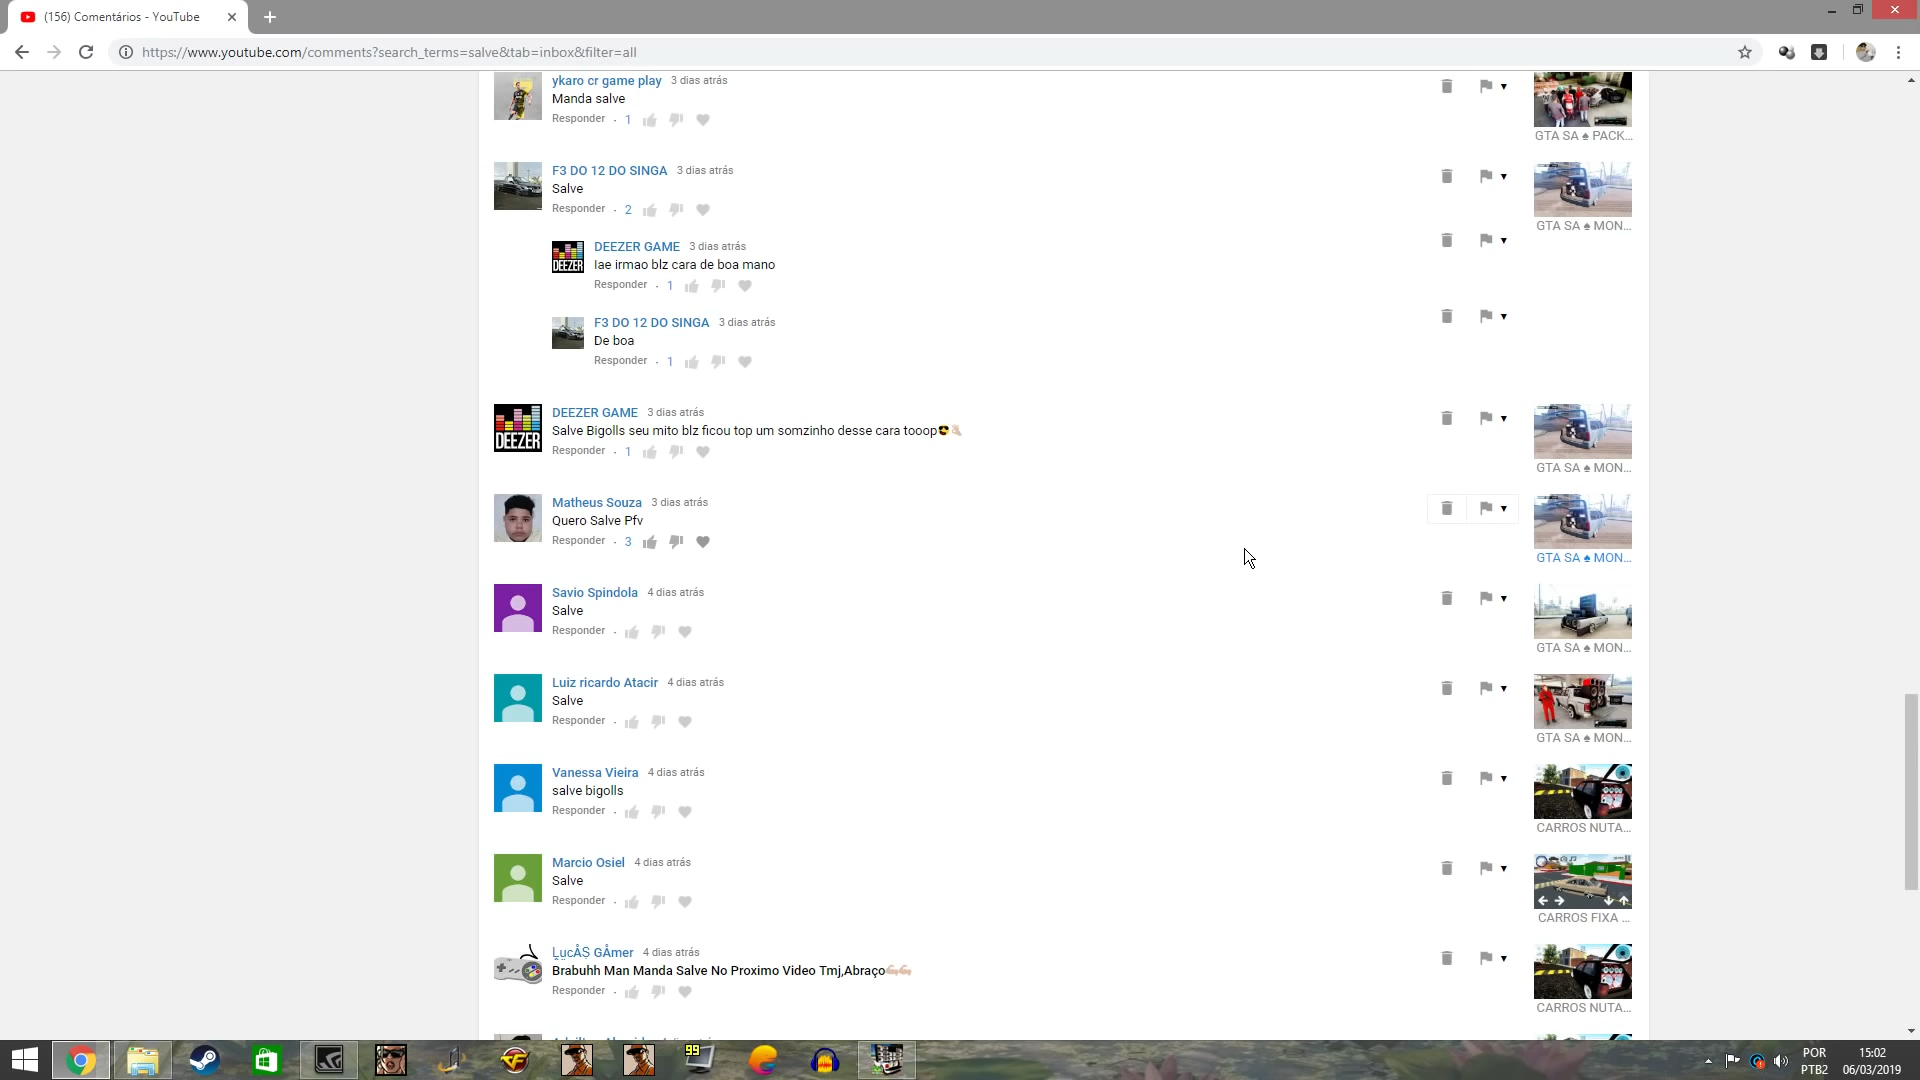 (156) Comentários - YouTube
https://www.youtube.com/comments?search_terms=salve&tab=inbox&filter=all
ykaro cr game play 3 dias atrás
Manda salve
Responder . 1
GTA SA ♠ PACK...
F3 DO 12 DO SINGA 3 dias atrás
Salve
Responder . 2
GTA SA ♠ MON...
DEEZER GAME 3 dias atrás
Iae irmao blz cara de boa mano
Responder . 1
DEEZER
F3 DO 12 DO SINGA 3 dias atrás
De boa
Responder . 1
DEEZER GAME 3 dias atrás
Salve Bigolls seu mito blz ficou top um somzinho desse cara tooop😎👌🏻
Responder . 1
DEEZER
GTA SA ♠ MON...
Matheus Souza 3 dias atrás
Quero Salve Pfv
Responder . 3
GTA SA ♠ MON...
Savio Spindola 4 dias atrás
Salve
Responder .
GTA SA ♠ MON...
Luiz ricardo Atacir 4 dias atrás
Salve
Responder .
GTA SA ♠ MON...
Vanessa Vieira 4 dias atrás
salve bigolls
Responder .
CARROS NUTA...
Marcio Osiel 4 dias atrás
Salve
Responder .
CARROS FIXA ...
4 dias atrás
Brabuhh Man Manda Salve No Proximo Video Tmj,Abraço💪🏻💪🏻
Responder .
CARROS NUTA...
99
POR
PTB2
15:02
06/03/2019